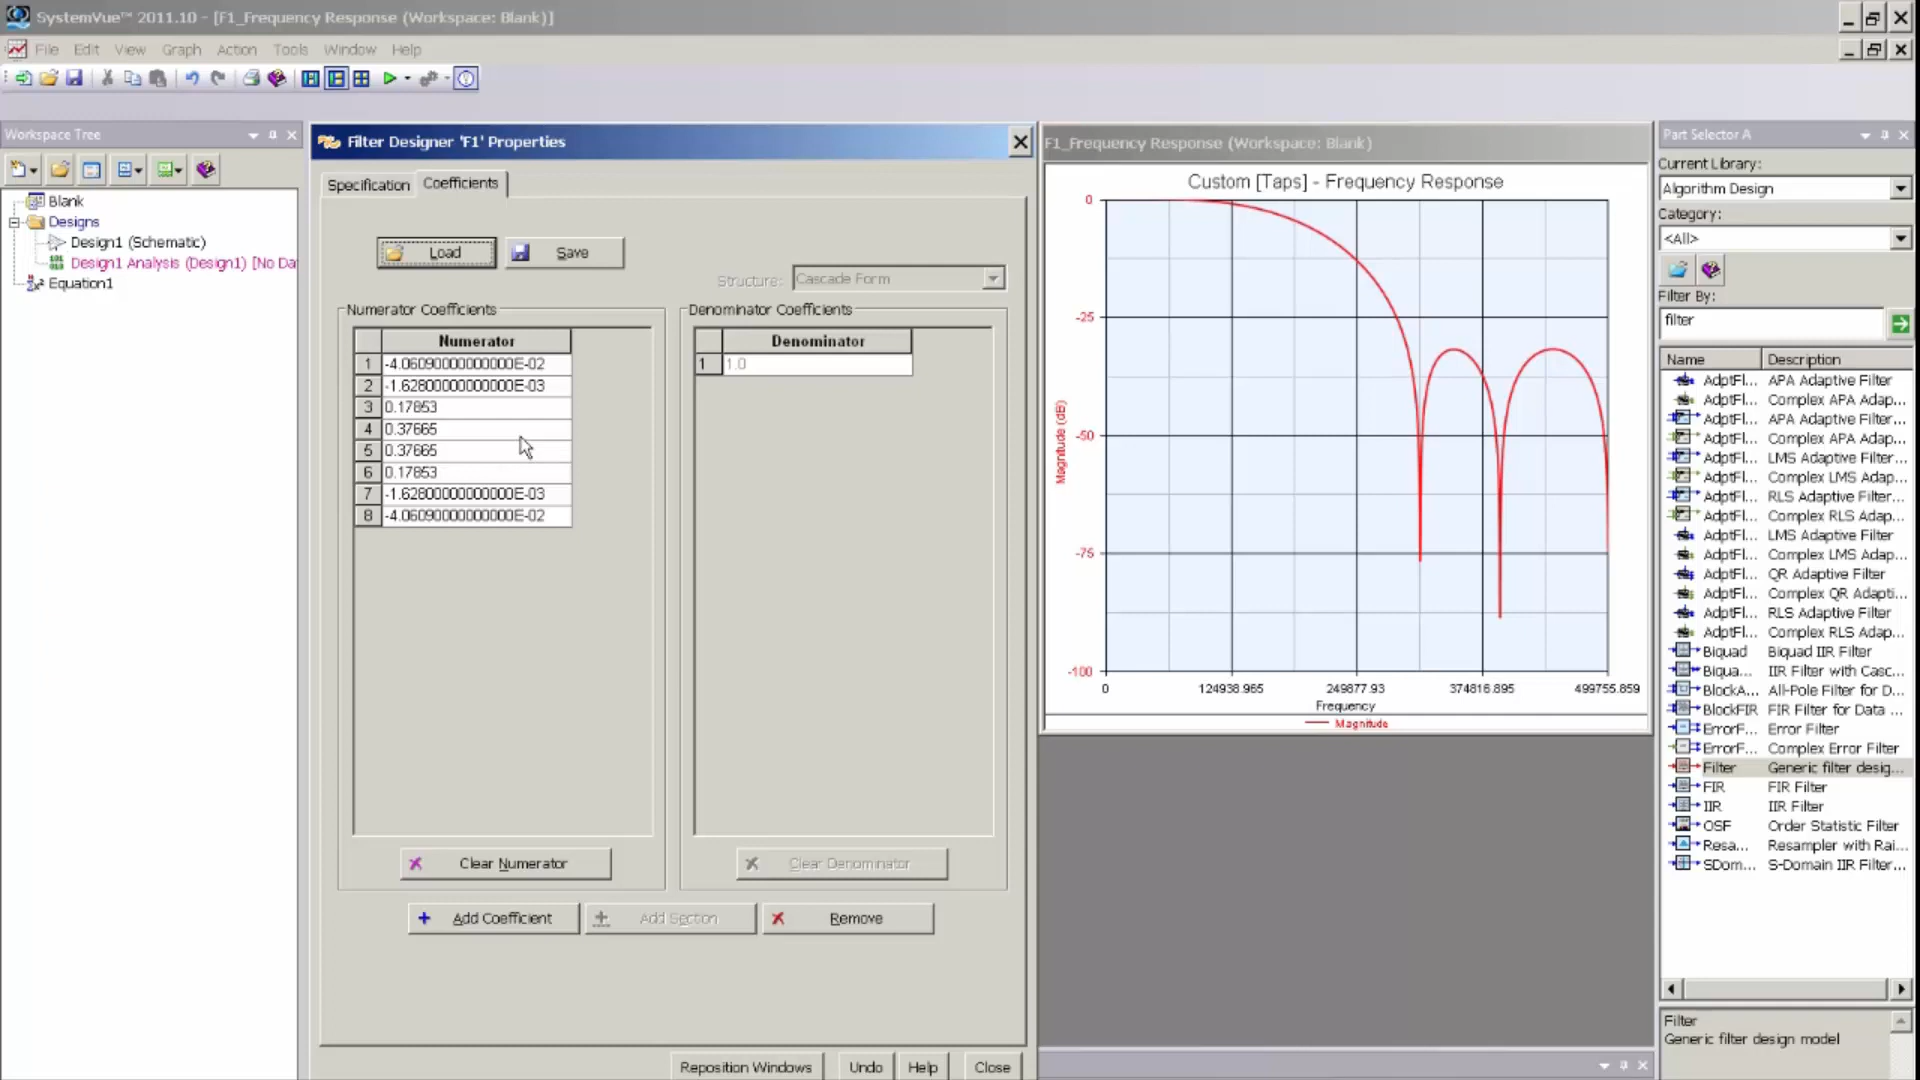 SystemVue™ 2011.10 - [F1_Frequency Response (Workspace: Blank)]
File Edit View Graph Action Tools Window Help
Workspace Tree
Blank
Designs
Design1 (Schematic)
Design1 Analysis (Design1) [No Da
Equation1
Filter Designer 'F1' Properties
Specification Coefficients
Load Save
Structure: Cascade Form
Numerator Coefficients
Numerator
1 -4.06090000000000E-02
2 -1.62800000000000E-03
3 0.17853
4 0.37665
5 0.37665
6 0.17853
7 -1.62800000000000E-03
8 -4.06090000000000E-02
Clear Numerator
Denominator Coefficients
Denominator
1 1.0
Clear Denominator
Add Coefficient Add Section Remove
Reposition Windows Undo Help Close
F1_Frequency Response (Workspace: Blank)
Custom [Taps] - Frequency Response
0
-25
-50
-75
-100
Magnitude (dB)
0 124938.965 249877.93 374816.895 499755.859
Frequency
Magnitude
Part Selector A
Current Library:
Algorithm Design
Category:
<All>
Filter By:
filter
Name Description
AdptFl... APA Adaptive Filter
AdptFl... Complex APA Adap...
AdptFl... APA Adaptive Filter...
AdptFl... Complex APA Adap...
AdptFl... LMS Adaptive Filter...
AdptFl... Complex LMS Adap...
AdptFl... RLS Adaptive Filter...
AdptFl... Complex RLS Adap...
AdptFl... LMS Adaptive Filter
AdptFl... Complex LMS Adap...
AdptFl... QR Adaptive Filter
AdptFl... Complex QR Adapti...
AdptFl... RLS Adaptive Filter
AdptFl... Complex RLS Adap...
Biquad Biquad IIR Filter
Biqua... IIR Filter with Casc...
BlockA... All-Pole Filter for D...
BlockFIR FIR Filter for Data ...
ErrorF... Error Filter
ErrorF... Complex Error Filter
Filter Generic filter desig...
FIR FIR Filter
IIR IIR Filter
OSF Order Statistic Filter
Resa... Resampler with Rai...
SDom... S-Domain IIR Filter...
Filter
Generic filter design model